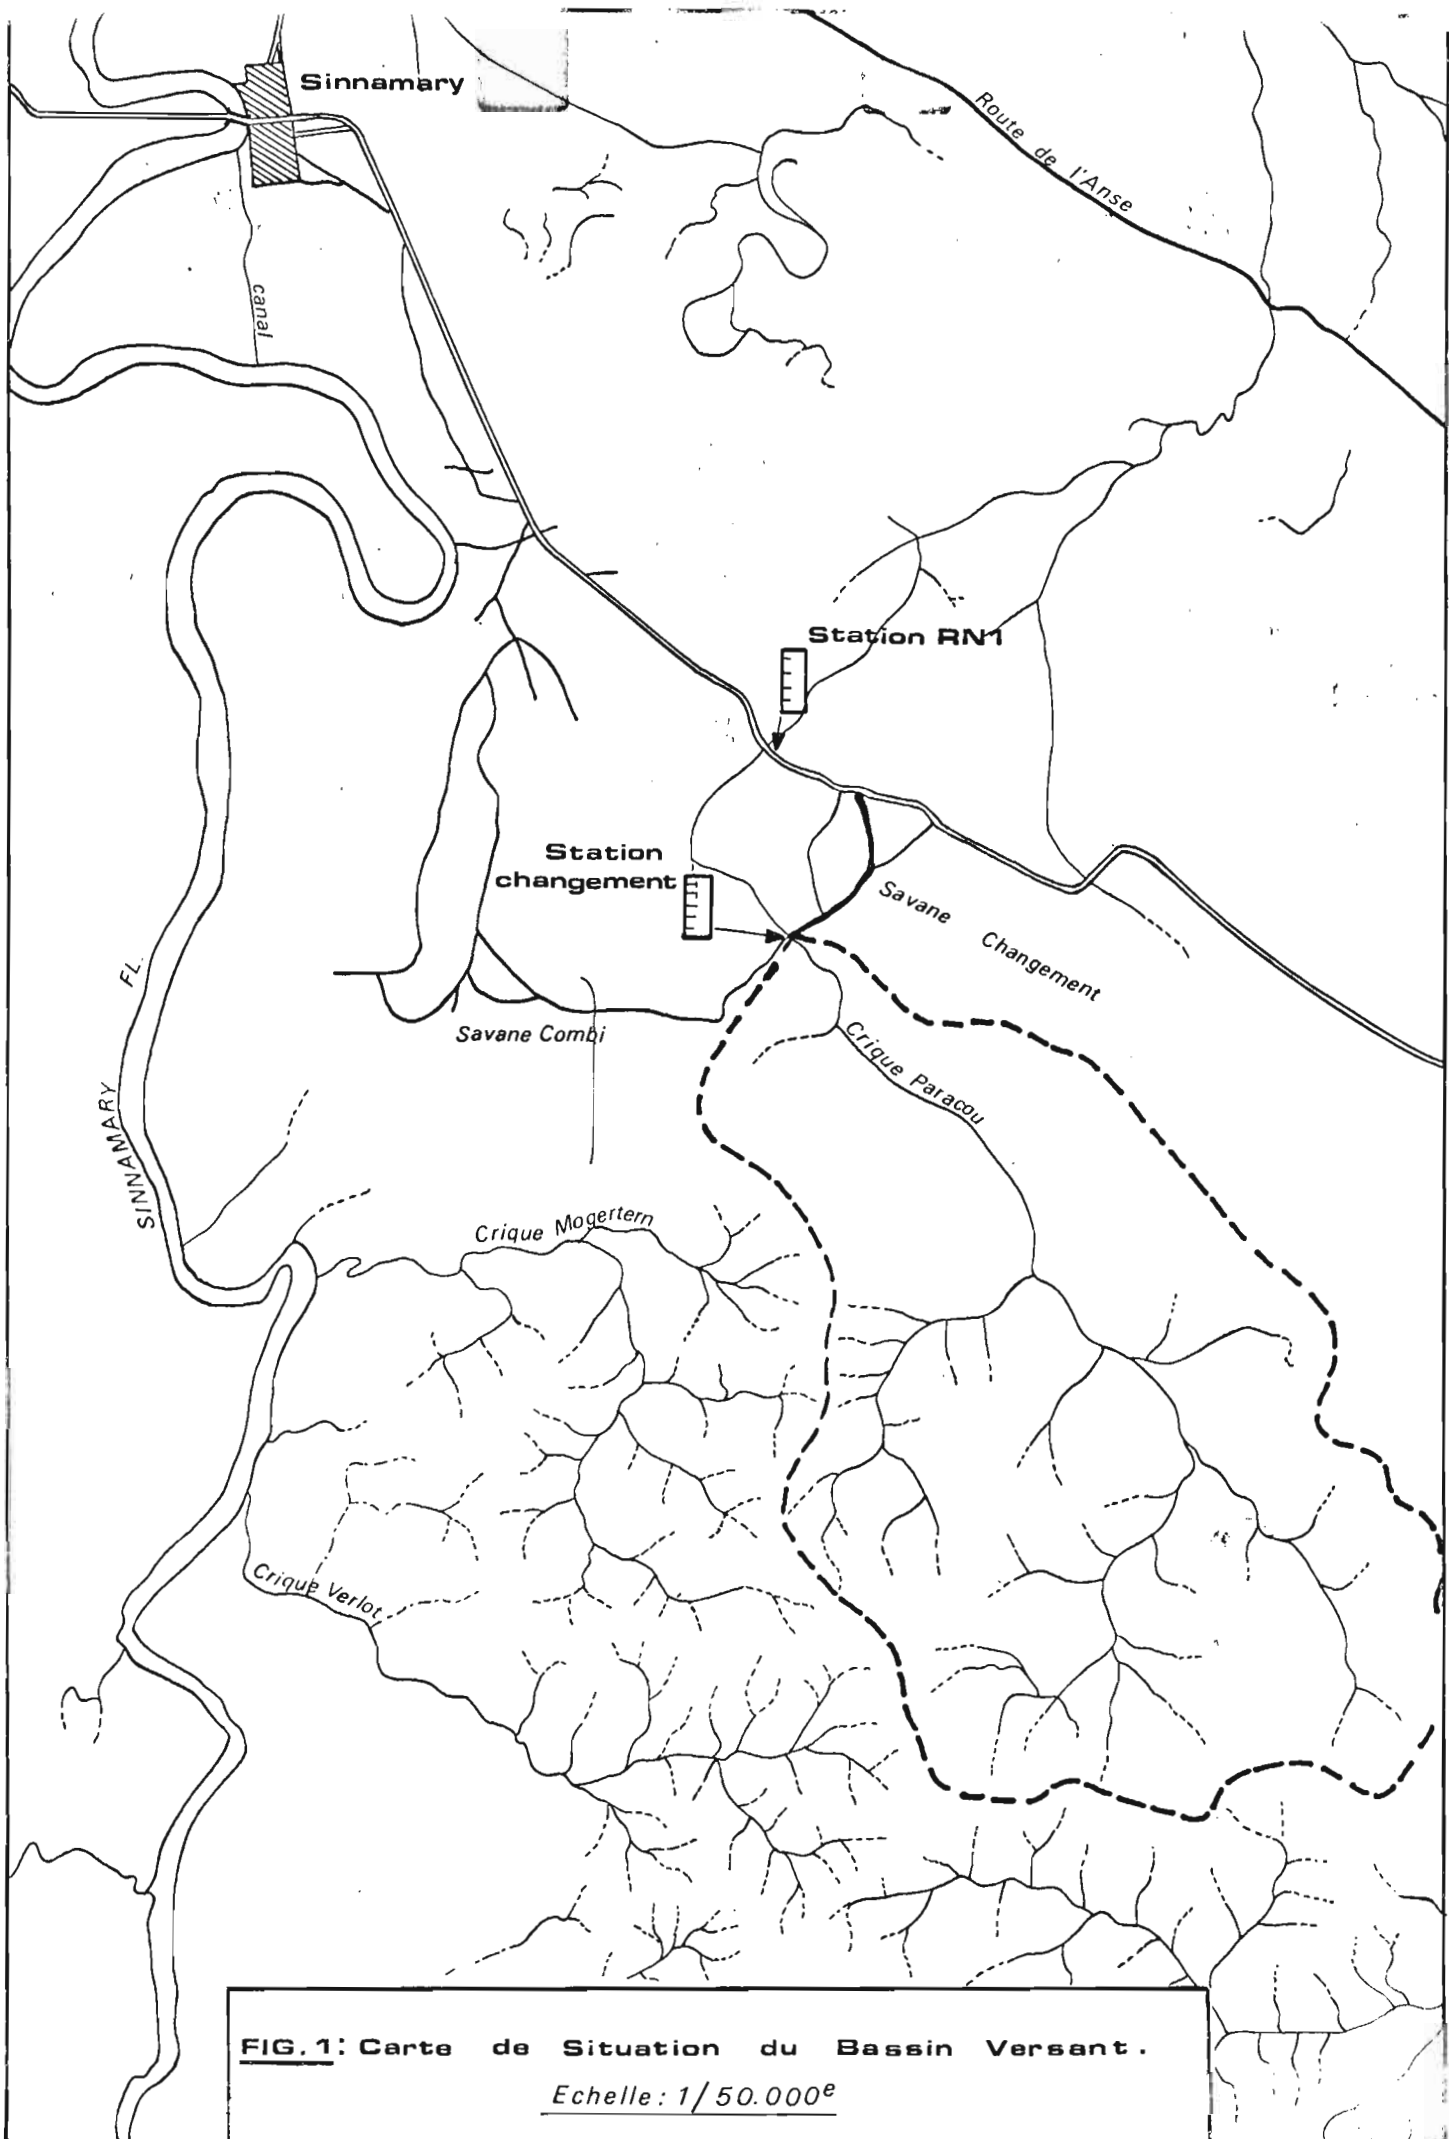 Sinnamary
Route de l'Anse
canal
Station RN1
Station
changement
Savane Changement
FL.
SINNAMARY
Savane Combi
Crique Paracou
Crique Mogertern
Crique Verlot
FIG.1: Carte de Situation du Bassin Versant.
Echelle: 1/50.000e